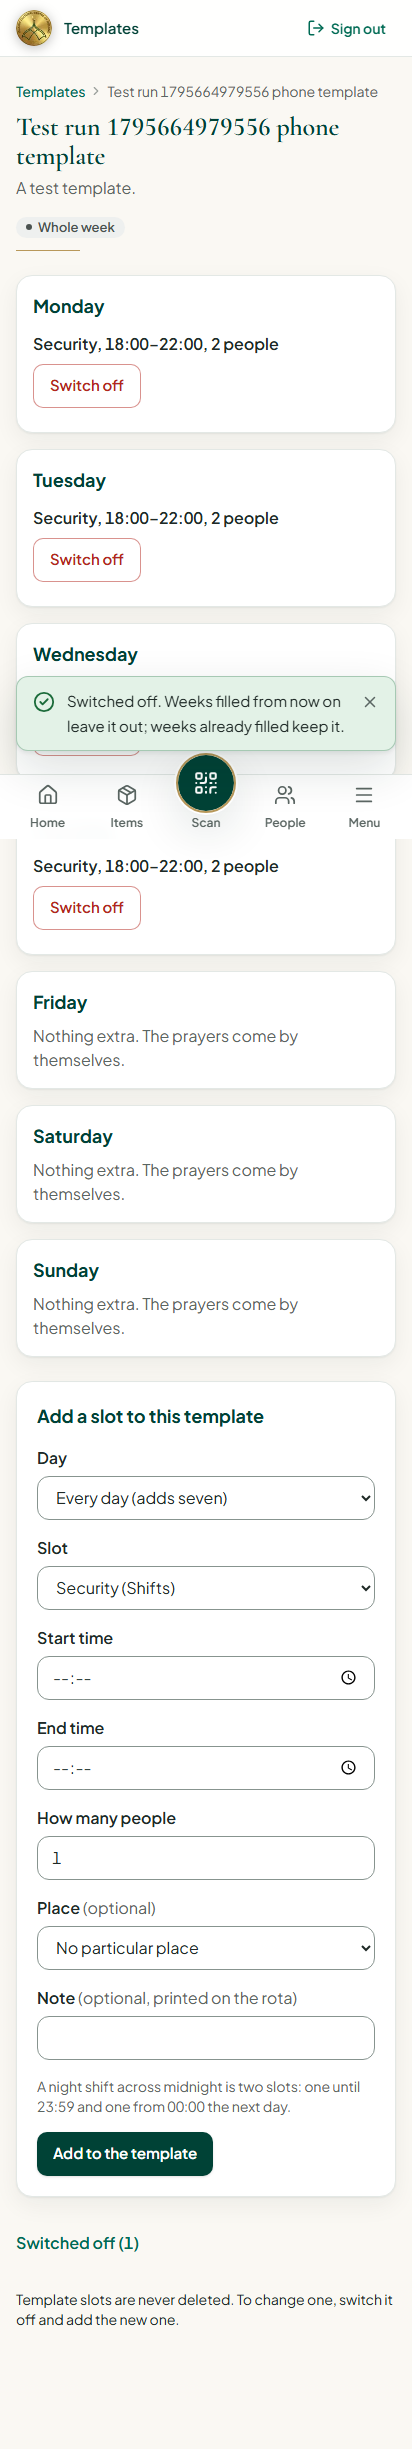 Templates
Sign out
Templates > Test run 1795664979556 phone template
Test run 1795664979556 phone
template
A test template.
Whole week
Monday
Security, 18:00–22:00, 2 people
Switch off
Tuesday
Security, 18:00–22:00, 2 people
Switch off
Wednesday
Switched off. Weeks filled from now on
leave it out; weeks already filled keep it.
Home
Items
Scan
People
Menu
Security, 18:00–22:00, 2 people
Switch off
Friday
Nothing extra. The prayers come by
themselves.
Saturday
Nothing extra. The prayers come by
themselves.
Sunday
Nothing extra. The prayers come by
themselves.
Add a slot to this template
Day
Every day (adds seven)
Slot
Security (Shifts)
Start time
--:--
End time
--:--
How many people
1
Place (optional)
No particular place
Note (optional, printed on the rota)
A night shift across midnight is two slots: one until
23:59 and one from 00:00 the next day.
Add to the template
Switched off (1)
Template slots are never deleted. To change one, switch it
off and add the new one.